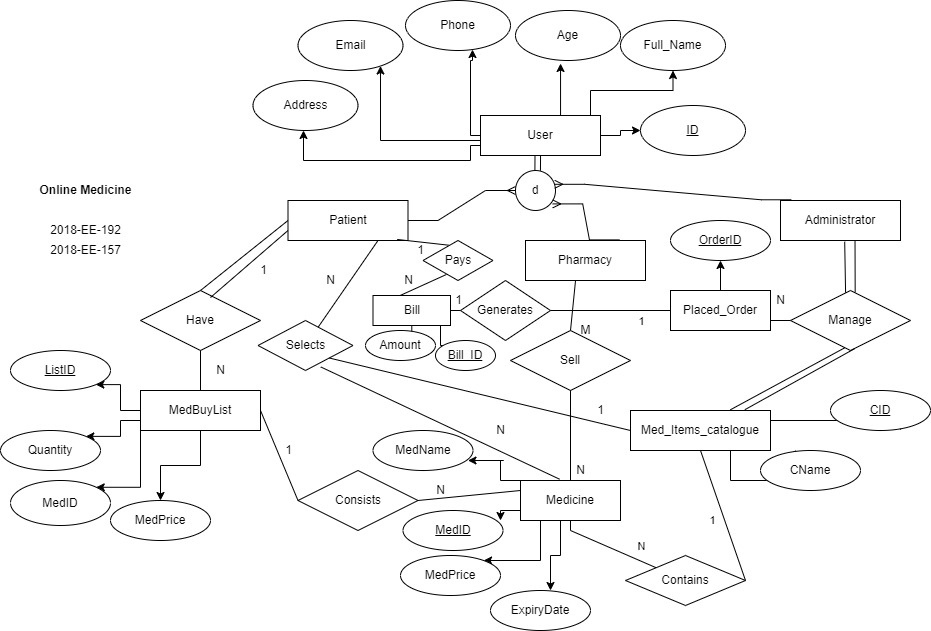 Phone
Age
Email
Full_Name
Address
User
ID
Online Medicine
d
Patient
Administrator
2018-EE-192
OrderID
2018-EE-157
1
Pays
Pharmacy
1
N
N
Bill
1
Generates
Placed_Order
N
Have
1
Manage
M
Selects
Amount
Bill_ID
Sell
ListID
N
MedBuyList
1
CID
N
Med_Items_catalogue
Quantity
1
MedName
N
CName
N
MedID
Consists
Medicine
MedPrice
1
MedID
N
MedPrice
Contains
ExpiryDate